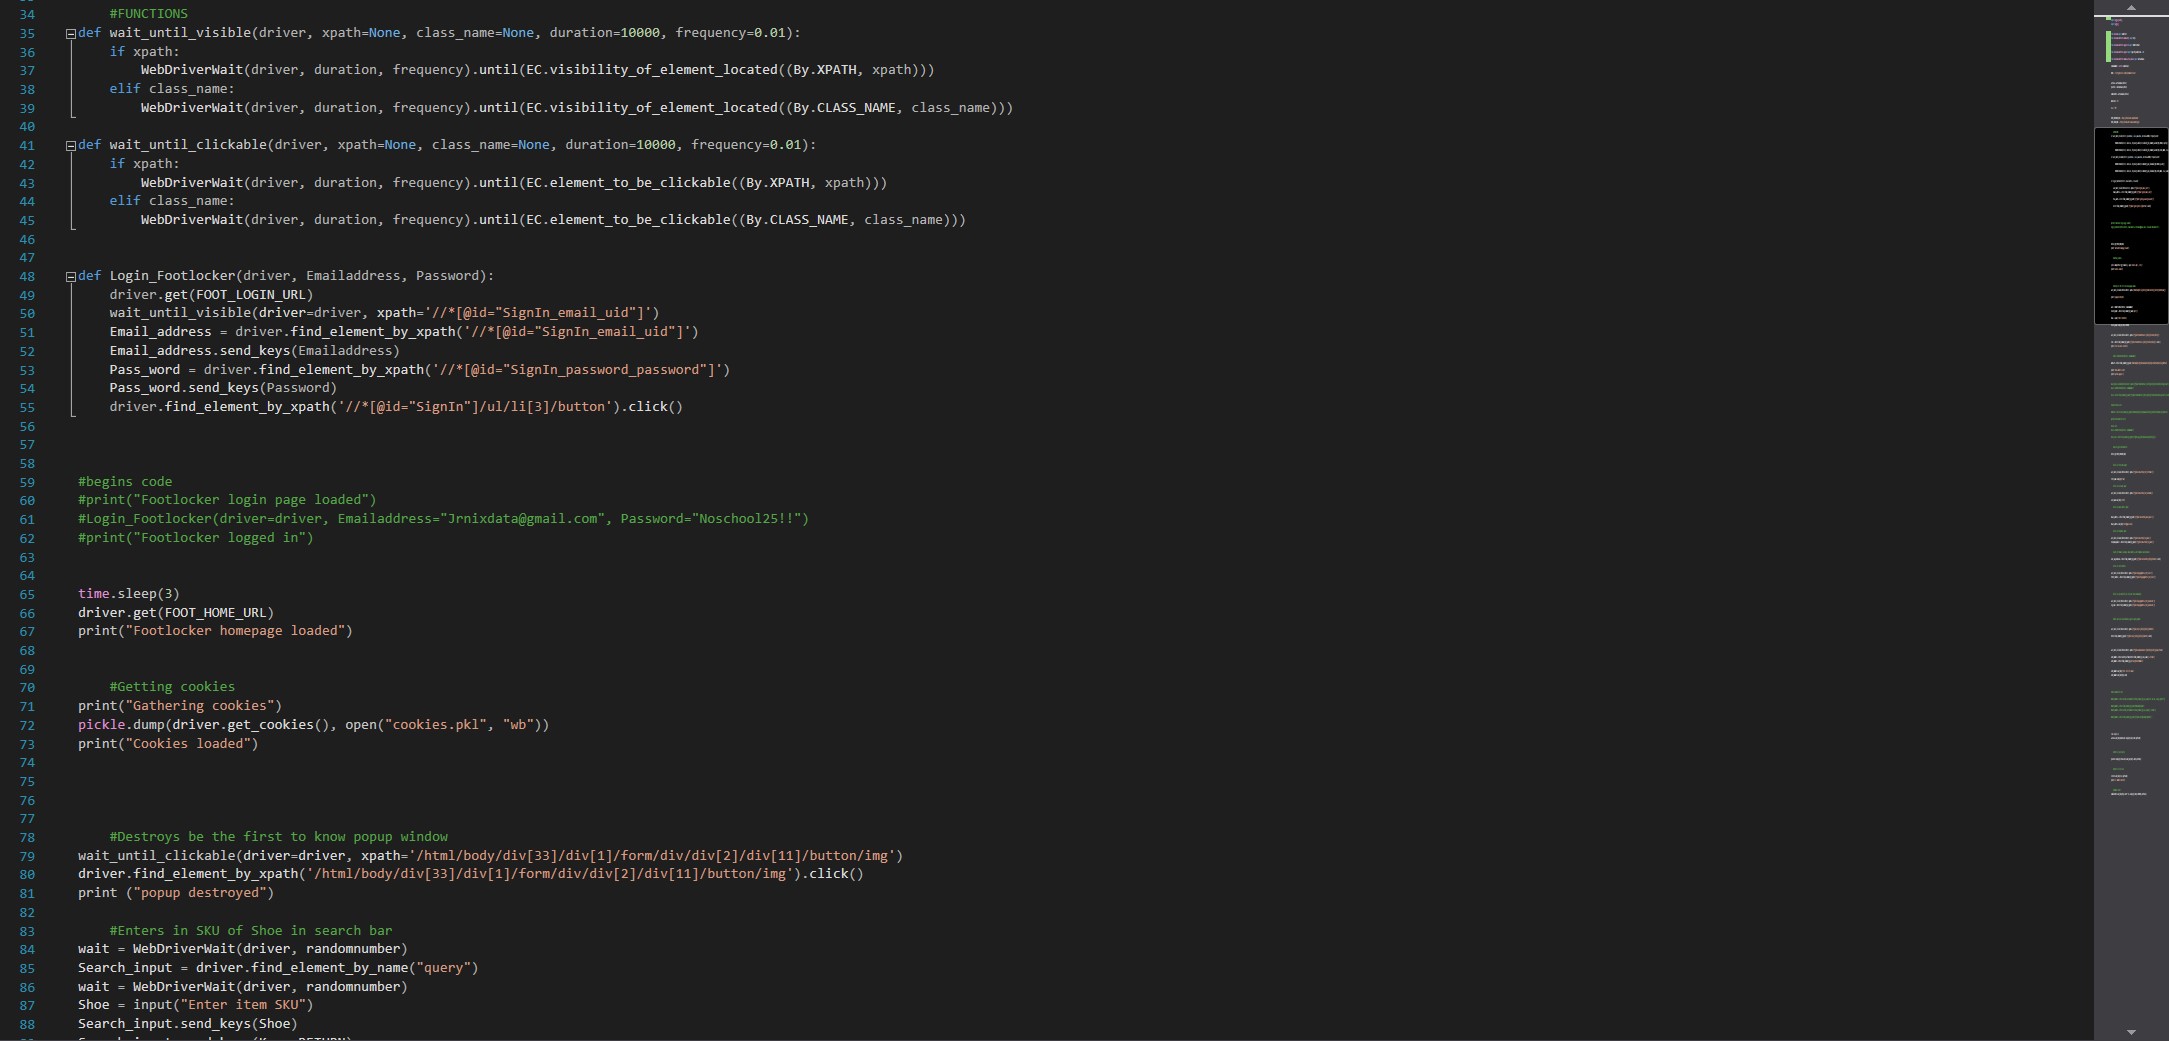 34 #FUNCTIONS
35 def wait_until_visible(driver, xpath=None, class_name=None, duration=10000, frequency=0.01):
36 if xpath:
37 WebDriverWait(driver, duration, frequency).until(EC.visibility_of_element_located((By.XPATH, xpath)))
38 elif class_name:
39 WebDriverWait(driver, duration, frequency).until(EC.visibility_of_element_located((By.CLASS_NAME, class_name)))
40
41 def wait_until_clickable(driver, xpath=None, class_name=None, duration=10000, frequency=0.01):
42 if xpath:
43 WebDriverWait(driver, duration, frequency).until(EC.element_to_be_clickable((By.XPATH, xpath)))
44 elif class_name:
45 WebDriverWait(driver, duration, frequency).until(EC.element_to_be_clickable((By.CLASS_NAME, class_name)))
46
47
48 def Login_Footlocker(driver, Emailaddress, Password):
49 driver.get(FOOT_LOGIN_URL)
50 wait_until_visible(driver=driver, xpath='//*[@id="SignIn_email_uid"]')
51 Email_address = driver.find_element_by_xpath('//*[@id="SignIn_email_uid"]')
52 Email_address.send_keys(Emailaddress)
53 Pass_word = driver.find_element_by_xpath('//*[@id="SignIn_password_password"]')
54 Pass_word.send_keys(Password)
55 driver.find_element_by_xpath('//*[@id="SignIn"]/ul/li[3]/button').click()
56
57
58
59 #begins code
60 #print("Footlocker login page loaded")
61 #Login_Footlocker(driver=driver, Emailaddress="Jrnixdata@gmail.com", Password="Noschool25!!")
62 #print("Footlocker logged in")
63
64
65 time.sleep(3)
66 driver.get(FOOT_HOME_URL)
67 print("Footlocker homepage loaded")
68
69
70 #Getting cookies
71 print("Gathering cookies")
72 pickle.dump(driver.get_cookies(), open("cookies.pkl", "wb"))
73 print("Cookies loaded")
74
75
76
77
78 #Destroys be the first to know popup window
79 wait_until_clickable(driver=driver, xpath='/html/body/div[33]/div[1]/form/div/div[2]/div[11]/button/img')
80 driver.find_element_by_xpath('/html/body/div[33]/div[1]/form/div/div[2]/div[11]/button/img').click()
81 print ("popup destroyed")
82
83 #Enters in SKU of Shoe in search bar
84 wait = WebDriverWait(driver, randomnumber)
85 Search_input = driver.find_element_by_name("query")
86 wait = WebDriverWait(driver, randomnumber)
87 Shoe = input("Enter item SKU")
88 Search_input.send_keys(Shoe)